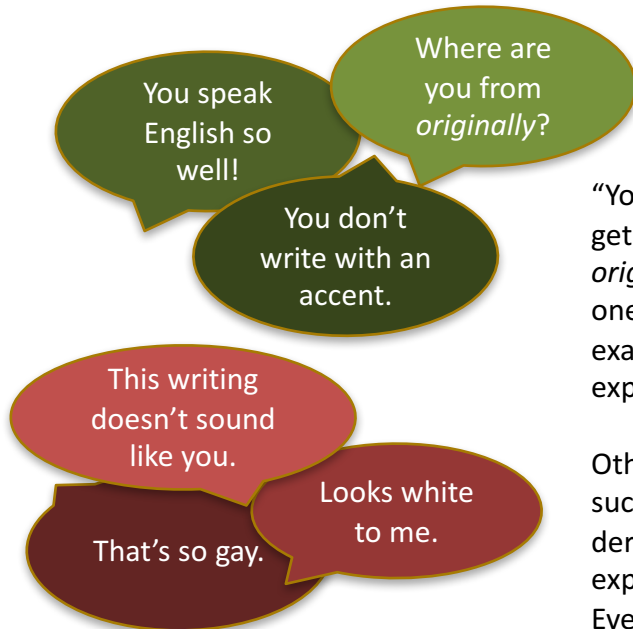 You speak
English so
well!
Where are
you from
originally?
You don’t
write with an
accent.
This writing
doesn’t sound
like you.
Looks white
to me.
That’s so gay.
“Yo
get
orig
one
exa
exp
Oth
suc
der
exp
Eve